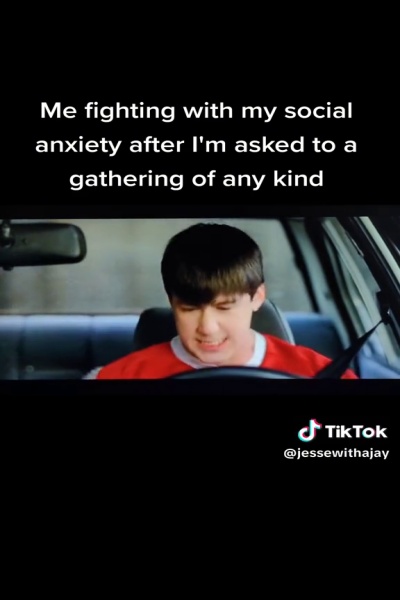 Me fighting with my social
anxiety after I'm asked to a
gathering of any kind
TikTok
@jessewithajay